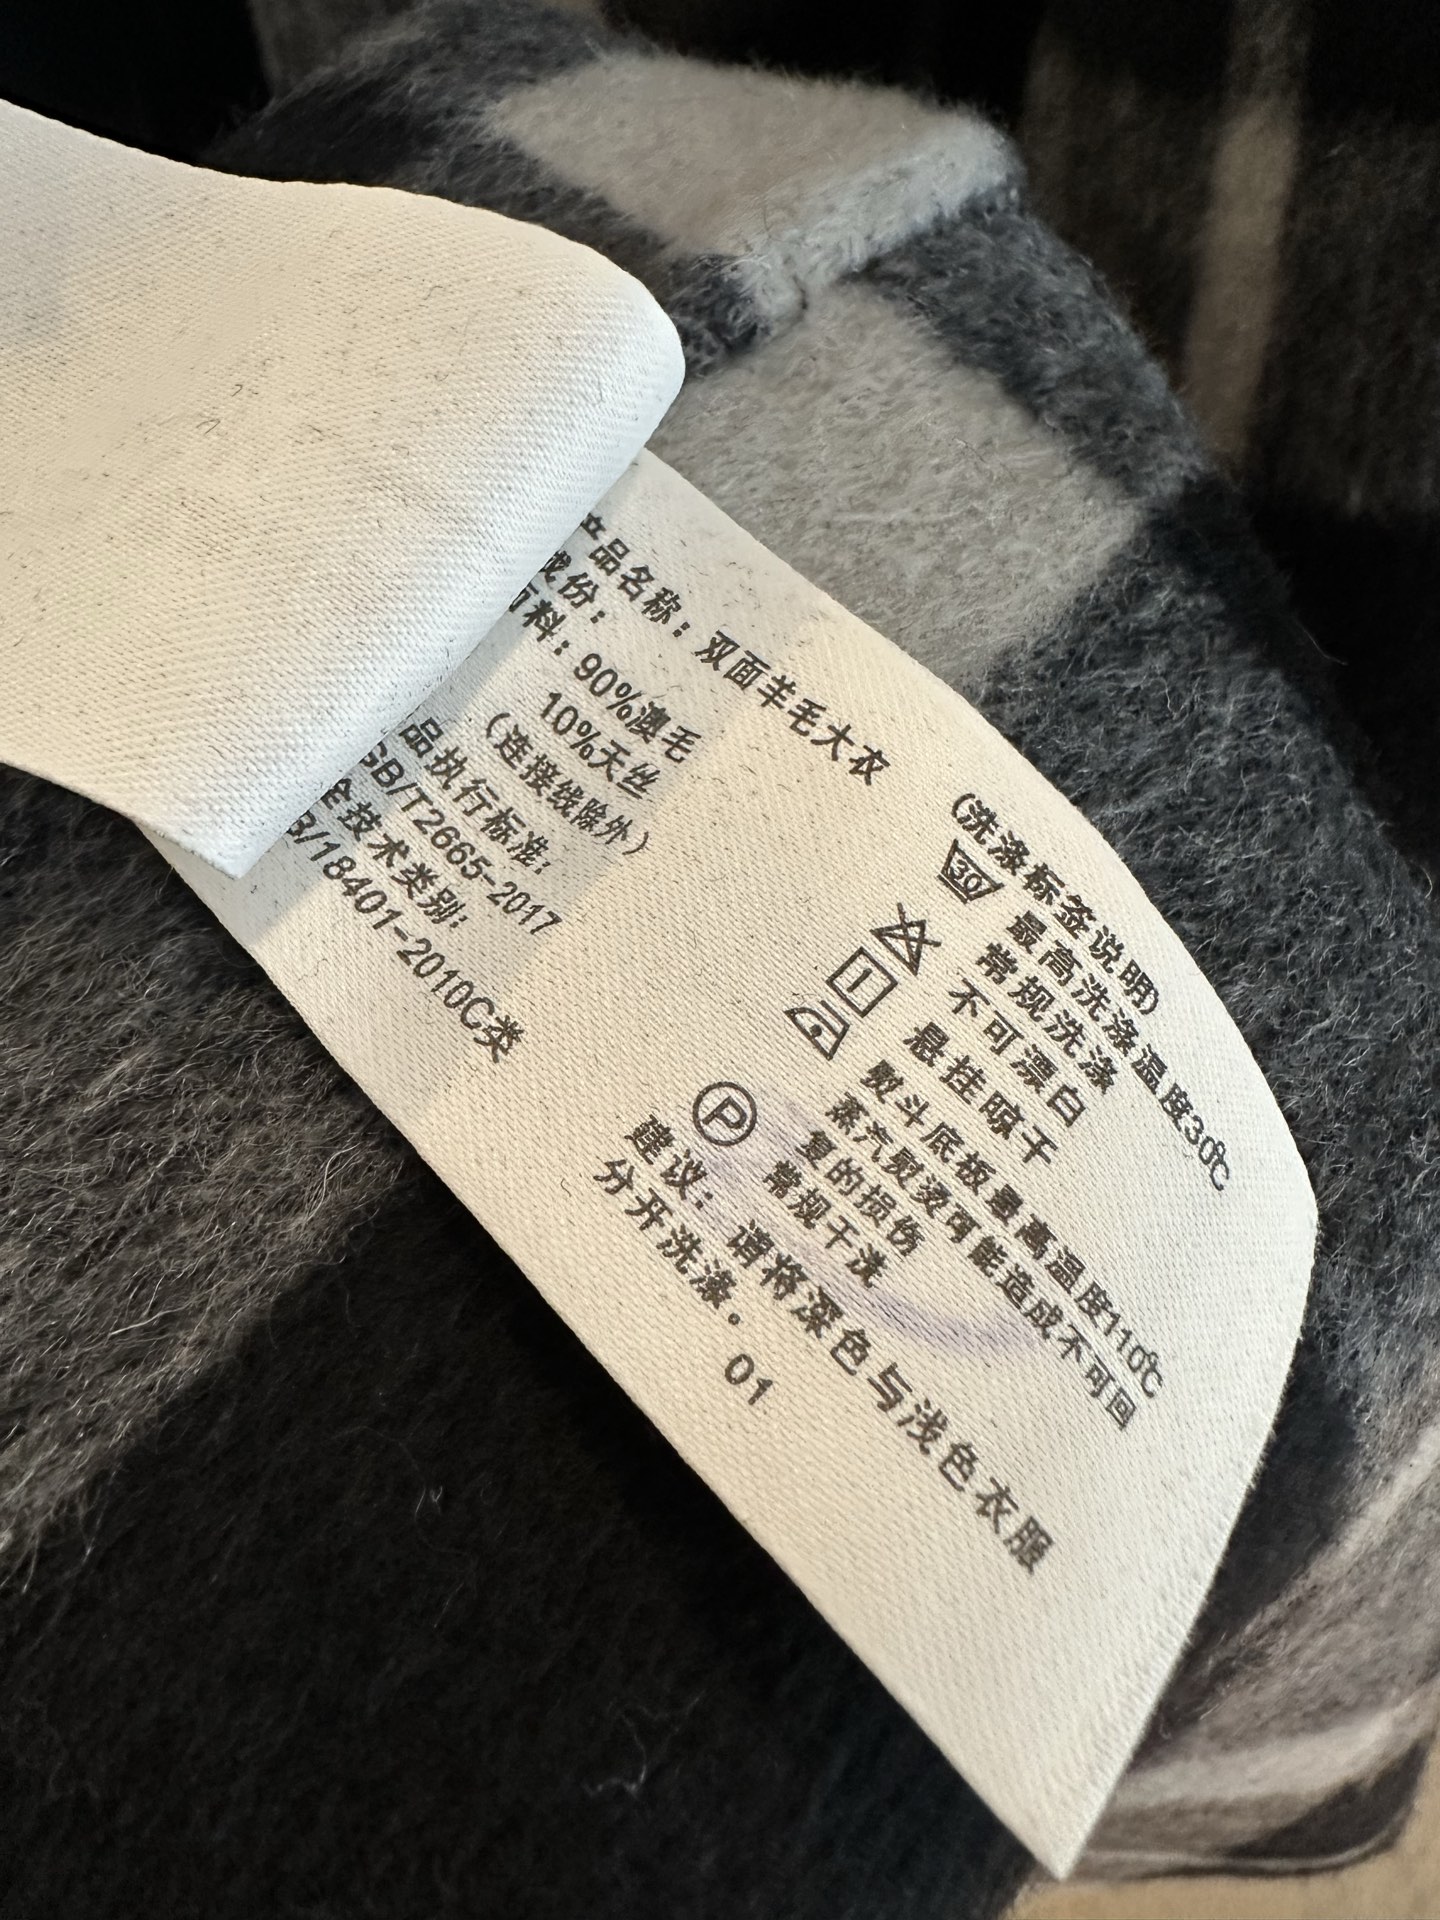 产品名称：双面羊毛大衣
成份：
面料：90%澳毛
10%天丝
（连接线除外）
品执行标准：
GB/T2665-2017
全技术类别：
B/18401-2010C类
（洗涤标签说明）
30 最高洗涤温度30℃
常规洗涤
不可漂白
悬挂晾干
熨斗底板最高温度110℃
蒸汽熨烫可能造成不可回
复的损伤
P 常规干洗
建议：请将深色与浅色衣服
分开洗涤。
01